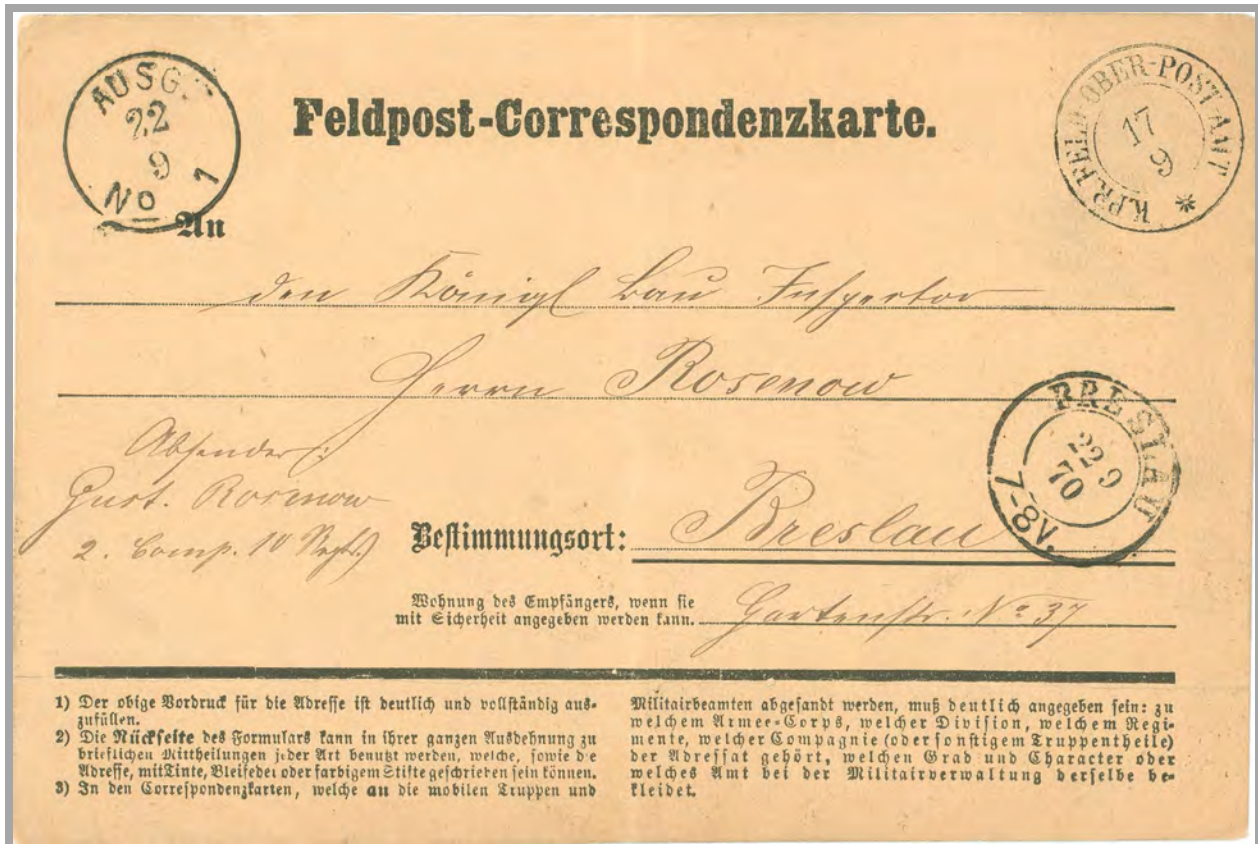 AUSG.
22
9
No 1
Feldpost-Correspondenzkarte.
K.PR.FELD-OBER-POST-AMT
17
9
An
den Königl Bau Inspector
Herrn Rosenow
BRESLAU
22 9
70
7-8V.
Absender:
Gust. Rosenow
2. Comp. 10 Regt.)
Bestimmungsort: Breslau
Wohnung des Empfängers, wenn sie
mit Sicherheit angegeben werden kann. Gartenstr. No 37
1) Der obige Vordruck für die Adresse ist deutlich und vollständig aus-
zufüllen.
2) Die Rückseite des Formulars kann in ihrer ganzen Ausdehnung zu
brieflichen Mittheilungen jeder Art benutzt werden, welche, sowie die
Adresse, mit Tinte, Bleifeder oder farbigem Stifte geschrieben sein können.
3) In den Correspondenzkarten, welche an die mobilen Truppen und
Militairbeamten abgesandt werden, muß deutlich angegeben sein: zu
welchem Armee-Corps, welcher Division, welchem Regi-
mente, welcher Compagnie (oder sonstigem Truppentheile)
der Adressat gehört, welchen Grad und Character oder
welches Amt bei der Militairverwaltung derselbe be-
kleidet.